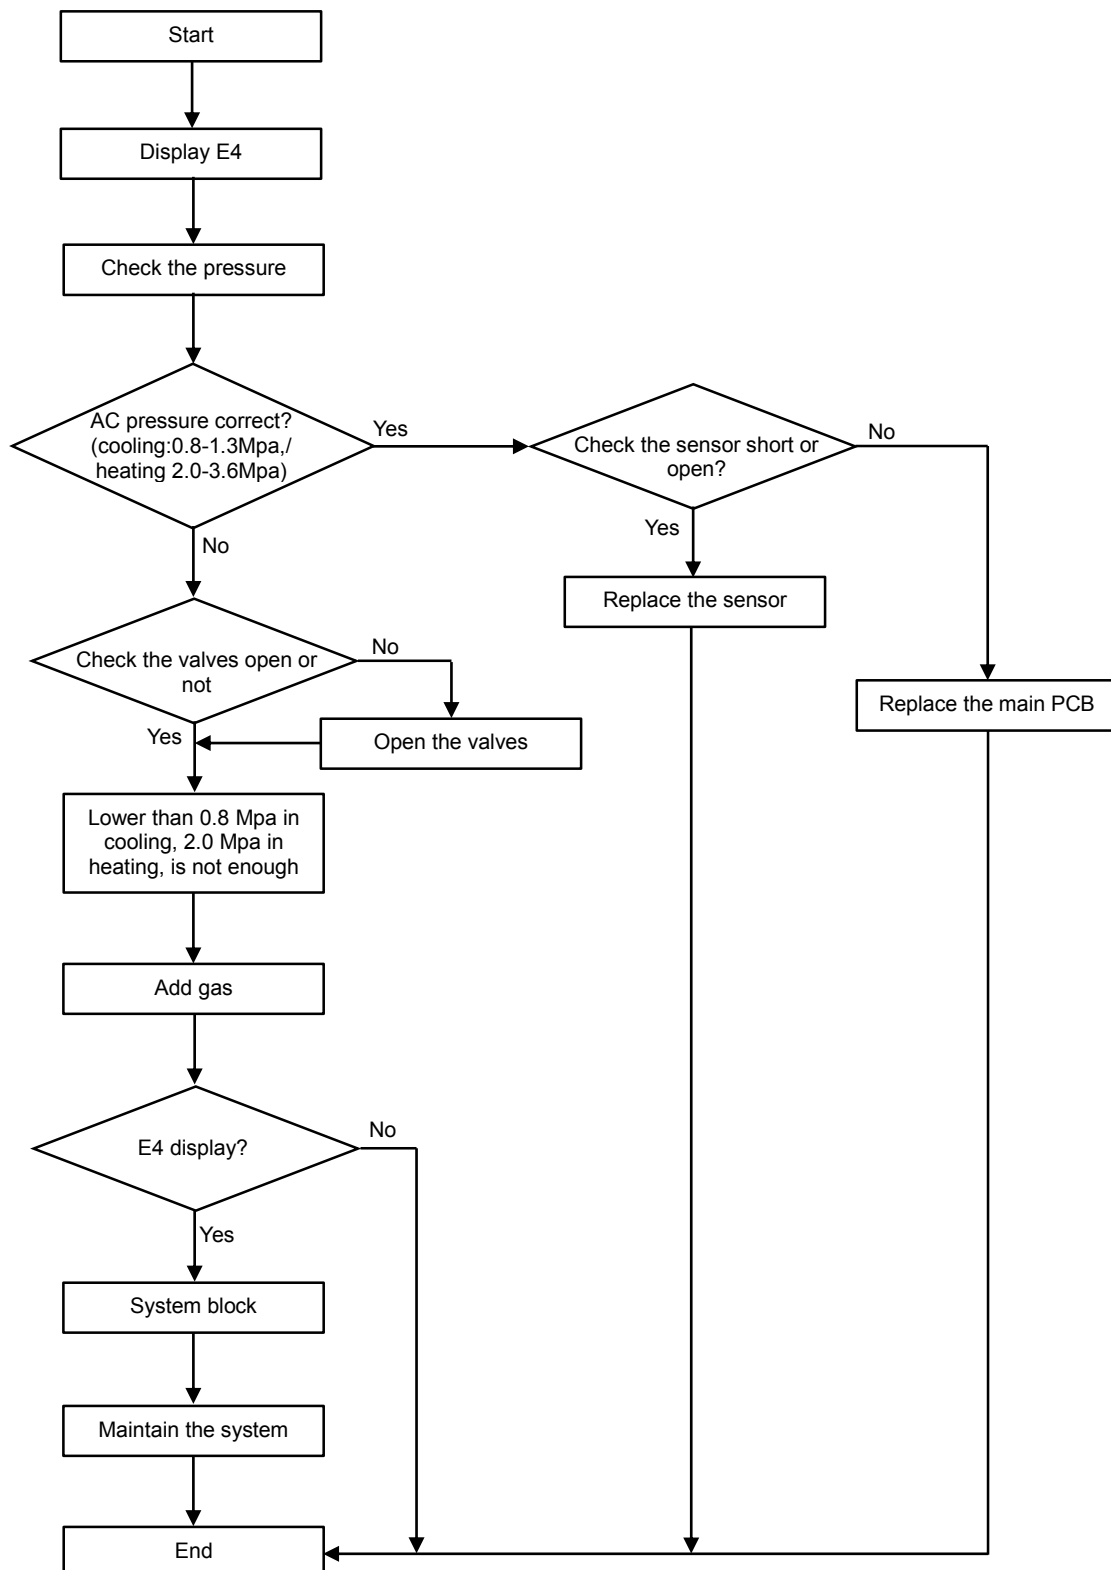 Start
Display E4
Check the pressure
AC pressure correct?
(cooling:0.8-1.3Mpa,/
heating 2.0-3.6Mpa)
Yes
Check the sensor short or
open?
No
Yes
No
Replace the sensor
Check the valves open or
not
No
Replace the main PCB
Yes
Open the valves
Lower than 0.8 Mpa in
cooling, 2.0 Mpa in
heating, is not enough
Add gas
E4 display?
No
Yes
System block
Maintain the system
End